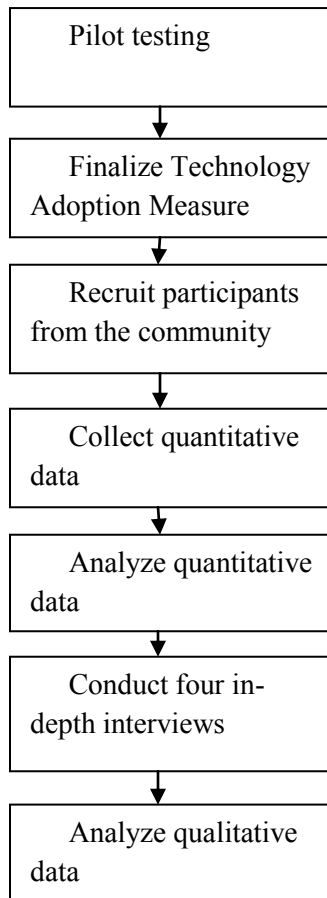 Pilot testing
Finalize Technology
Adoption Measure
Recruit participants
from the community
Collect quantitative
data
Analyze quantitative
data
Conduct four in-
depth interviews
Analyze qualitative
data